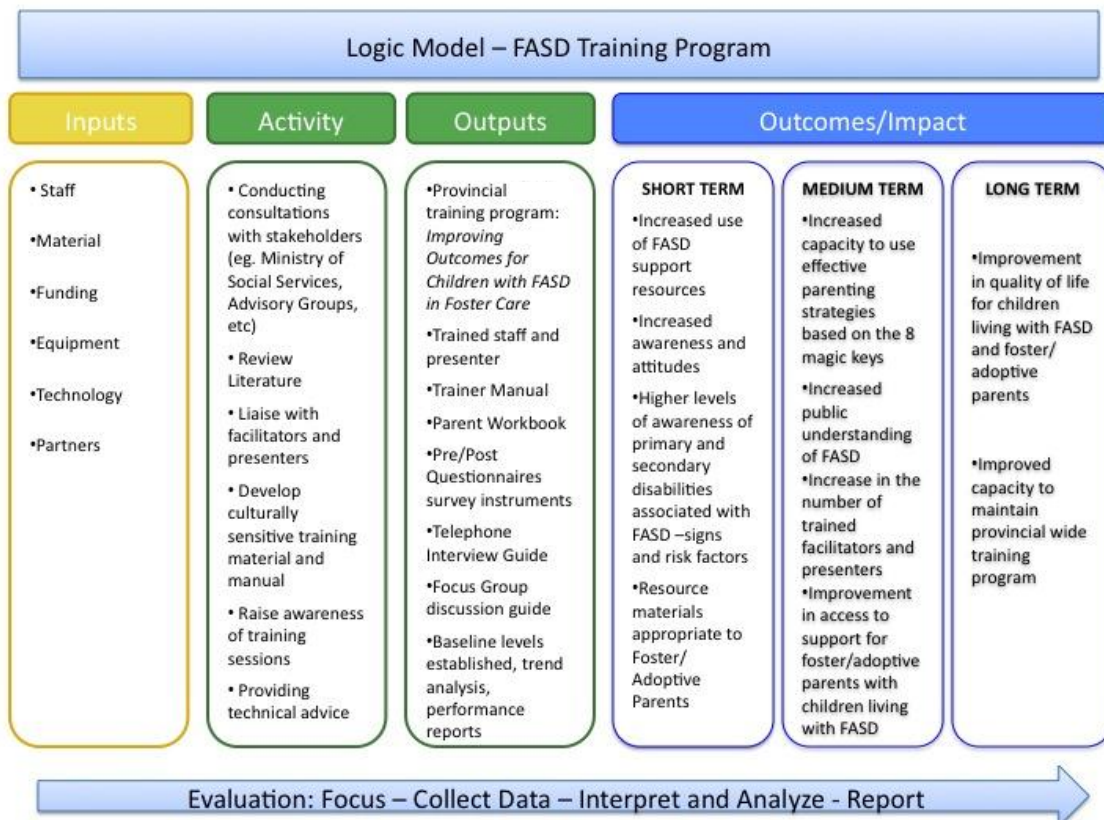 Logic Model – FASD Training Program
Inputs
• Staff
•Material
•Funding
•Equipment
•Technology
•Partners
Activity
• Conducting
consultations
with stakeholders
(eg. Ministry of
Social Services,
Advisory Groups,
etc)
• Review
Literature
• Liaise with
facilitators and
presenters
• Develop
culturally
sensitive training
material and
manual
• Raise awareness
of training
sessions
• Providing
technical advice
Outputs
•Provincial
training program:
Improving
Outcomes for
Children with FASD
in Foster Care
•Trained staff and
presenter
•Trainer Manual
•Parent Workbook
•Pre/Post
Questionnaires
survey instruments
•Telephone
Interview Guide
•Focus Group
discussion guide
•Baseline levels
established, trend
analysis,
performance
reports
Outcomes/Impact
SHORT TERM
•Increased use
of FASD
support
resources
•Increased
awareness and
attitudes
•Higher levels
of awareness of
primary and
secondary
disabilities
associated with
FASD –signs
and risk factors
•Resource
materials
appropriate to
Foster/
Adoptive
Parents
MEDIUM TERM
•Increased
capacity to use
effective
parenting
strategies
based on the 8
magic keys
•Increased
public
understanding
of FASD
•Increase in the
number of
trained
facilitators and
presenters
•Improvement
in access to
support for
foster/adoptive
parents with
children living
with FASD
LONG TERM
•Improvement
in quality of life
for children
living with FASD
and foster/
adoptive
parents
•Improved
capacity to
maintain
provincial wide
training
program
Evaluation: Focus – Collect Data – Interpret and Analyze - Report